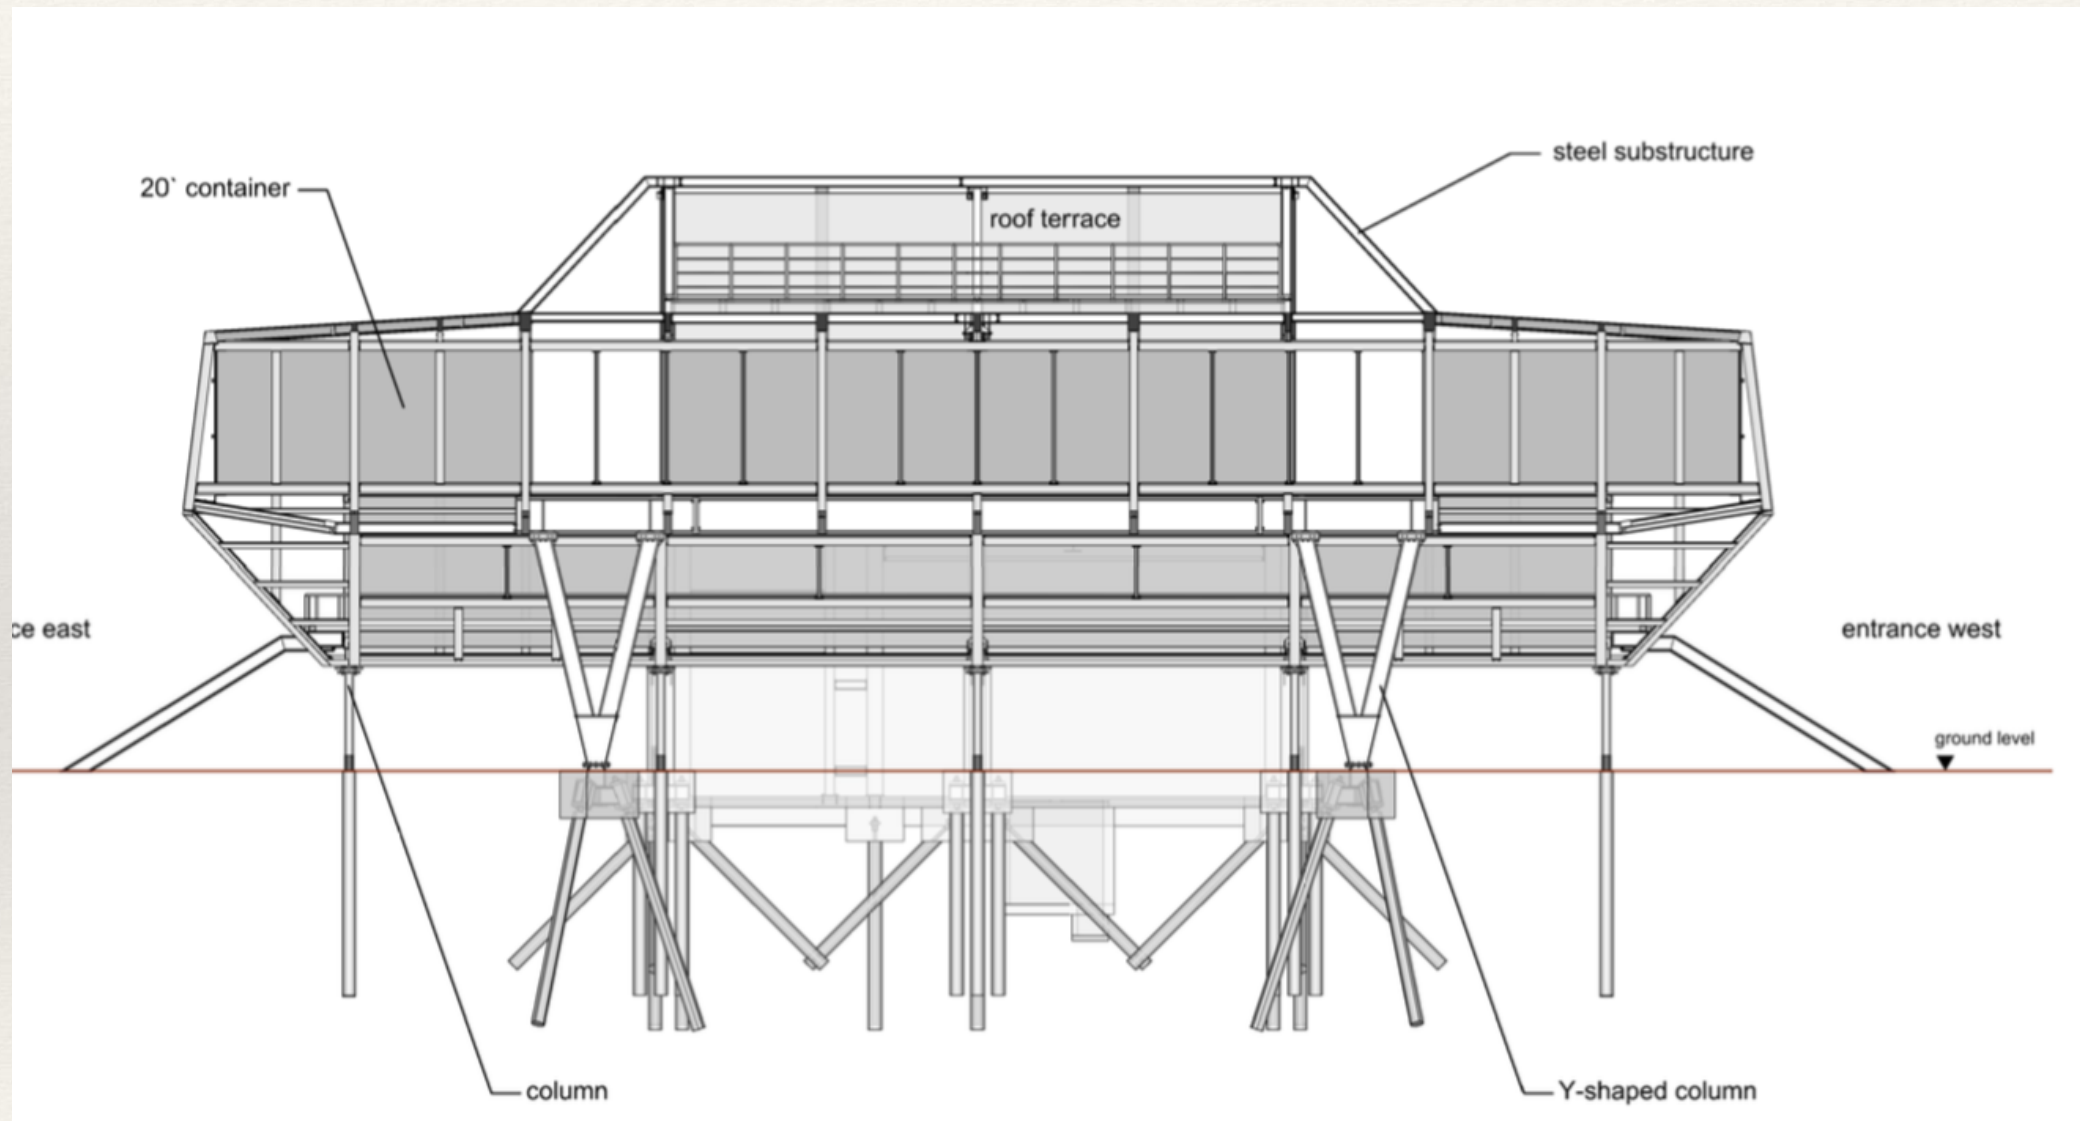 steel substructure
20` container
roof terrace
ce east
entrance west
ground level
column
Y-shaped column